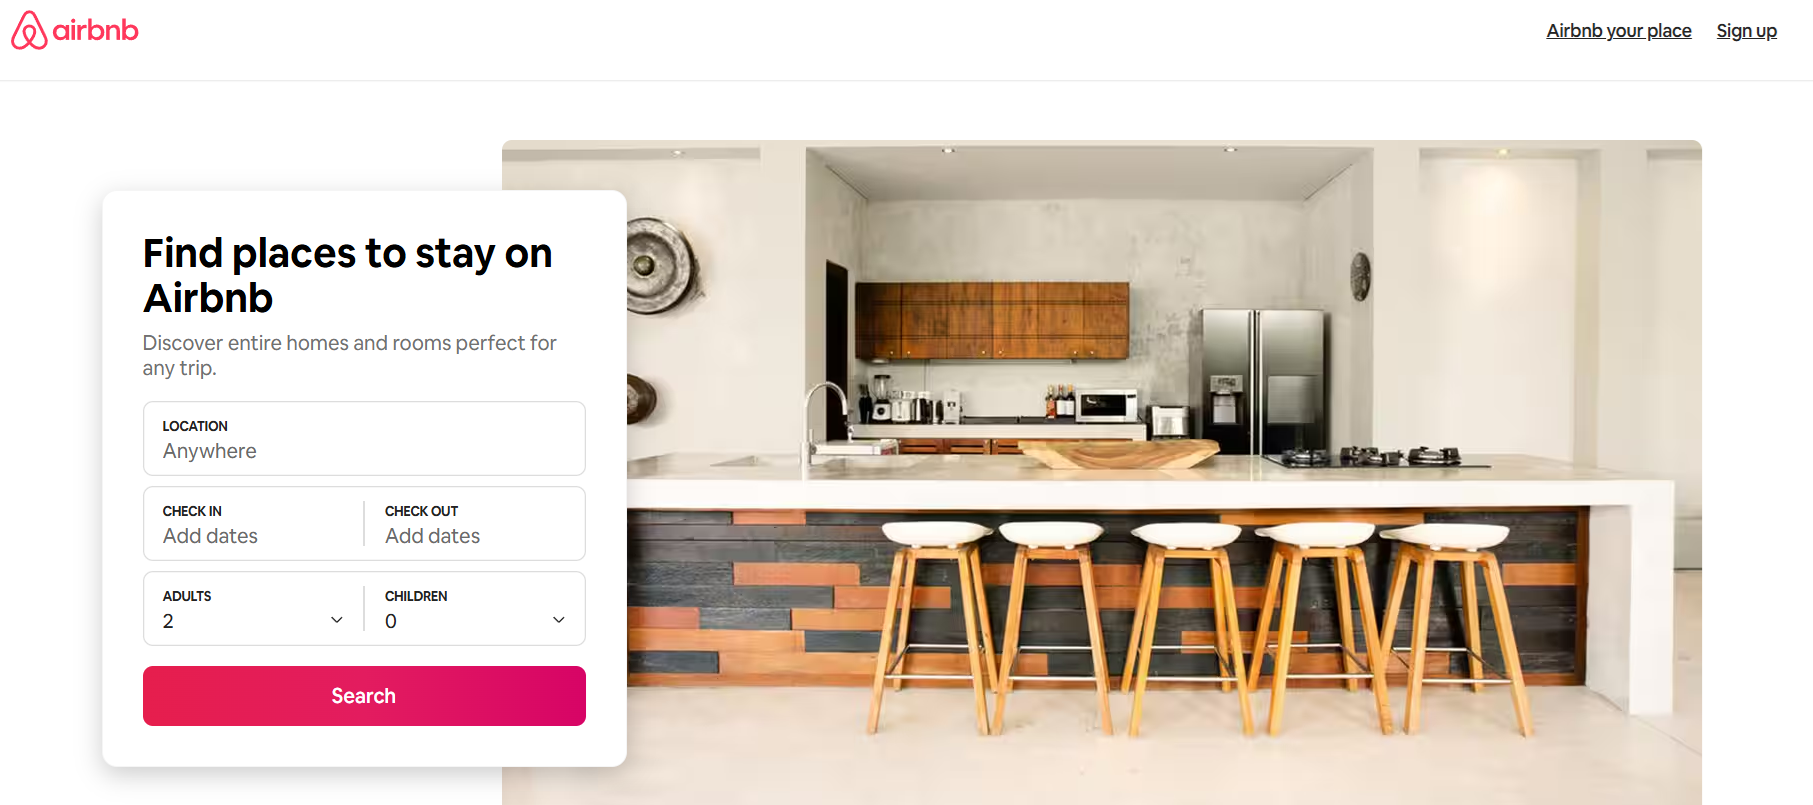 airbnb
Airbnb your place
Sign up
Find places to stay on
Airbnb
Discover entire homes and rooms perfect for
any trip.
LOCATION
Anywhere
CHECK IN
CHECK OUT
Add dates
Add dates
ADULTS
CHILDREN
2
0
Search